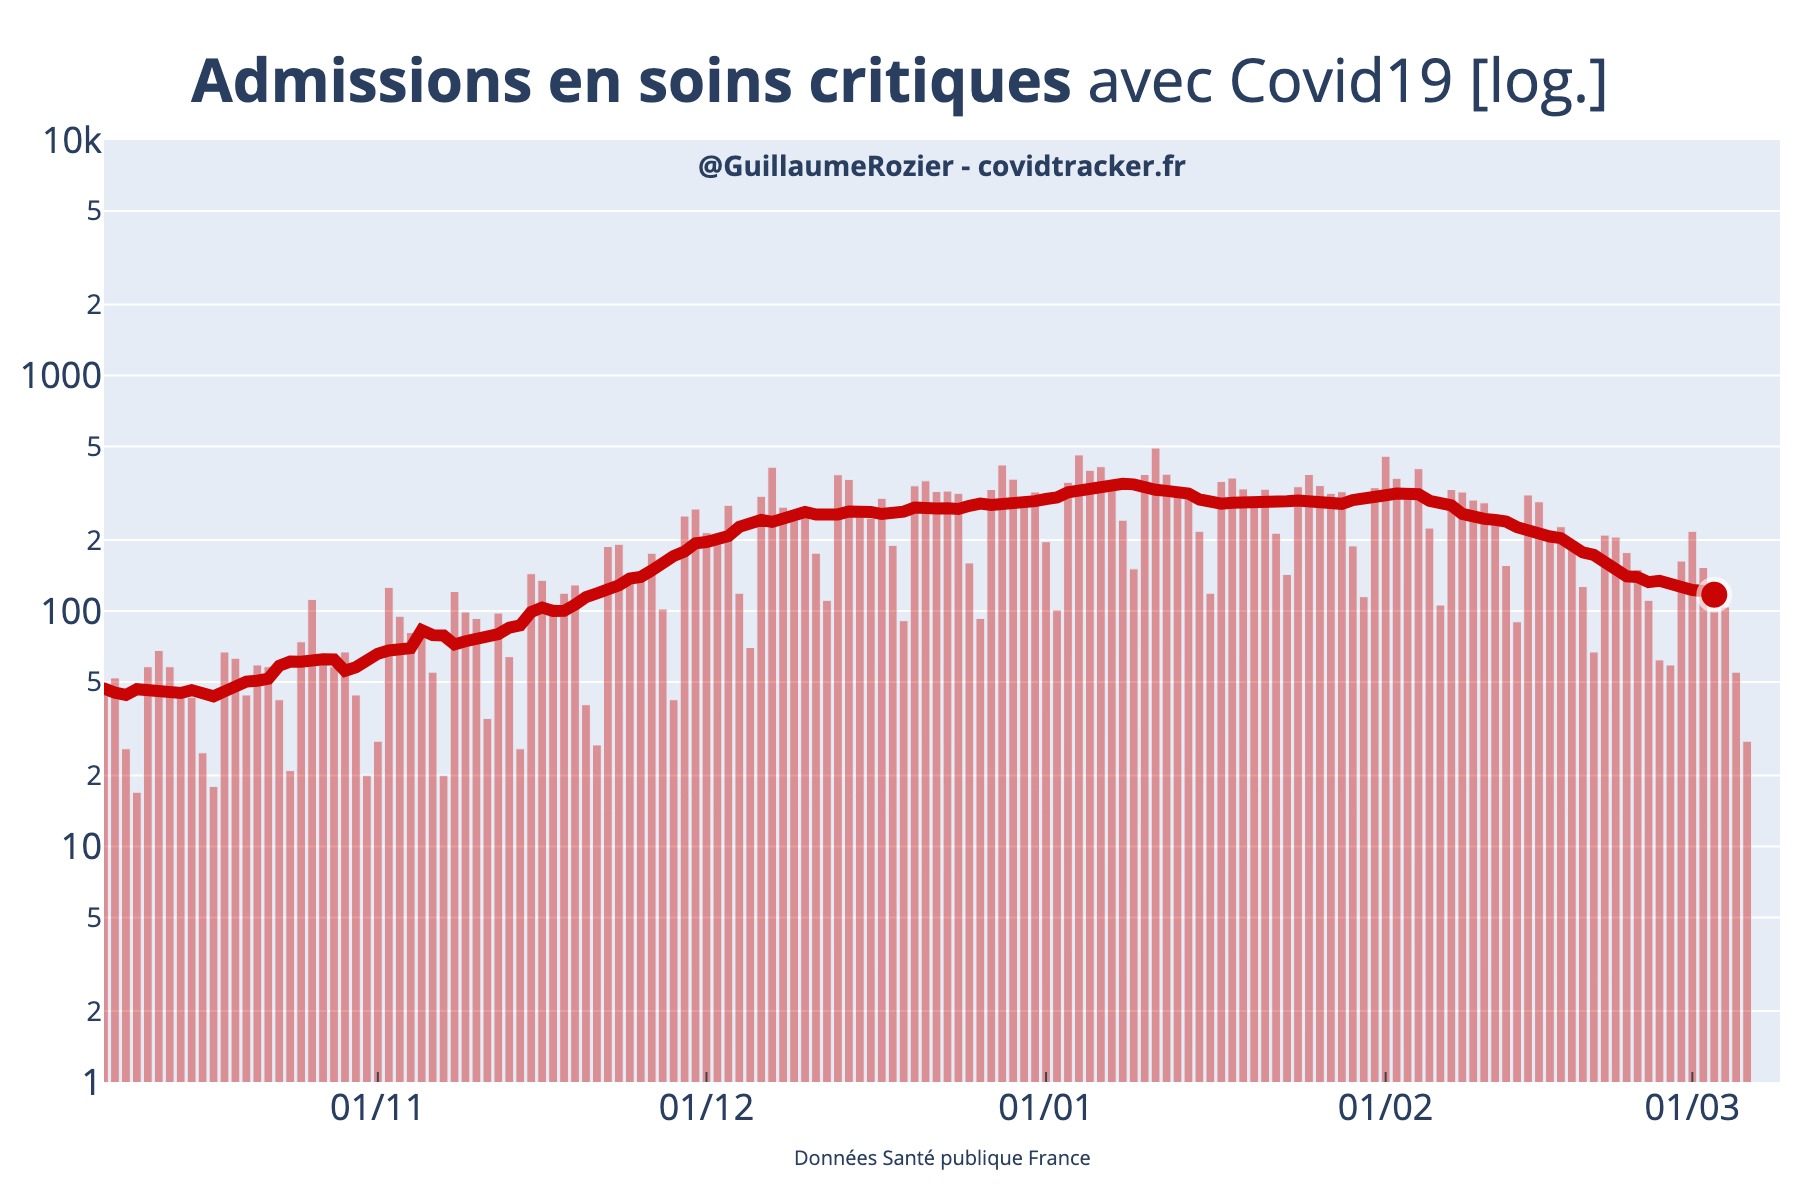 Admissions en soins critiques avec Covid19 [log.]
@GuillaumeRozier - covidtracker.fr
10k
5
2
1000
5
2
100
5
2
10
5
2
1
01/11 01/12 01/01 01/02 01/03
Données Santé publique France